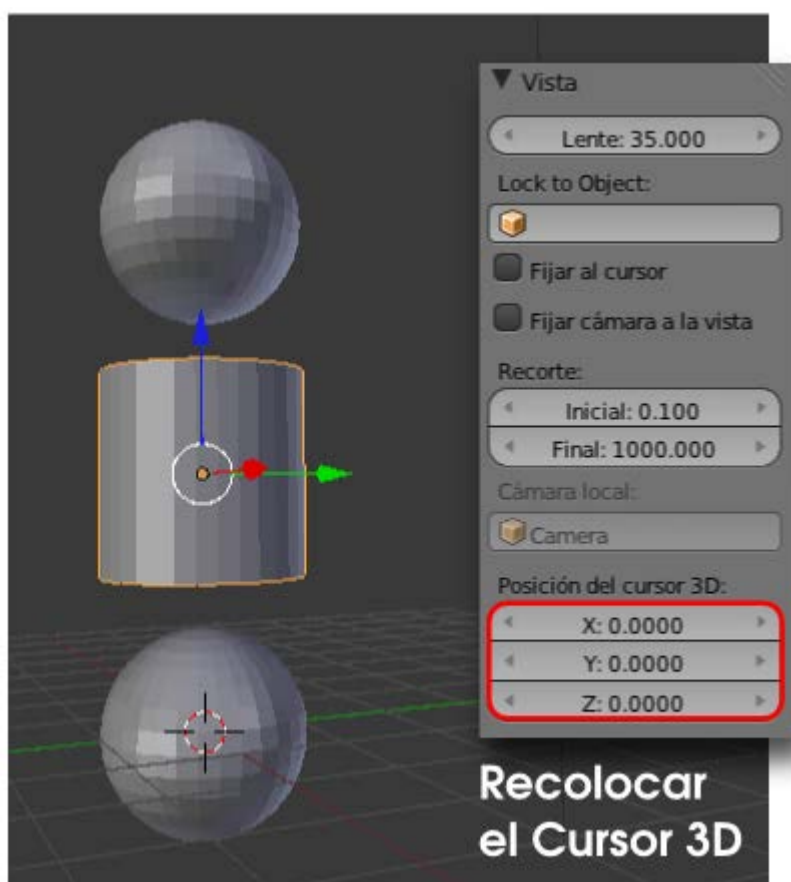 Vista
Lente: 35.000
Lock to Object:
Fijar al cursor
Fijar cámara a la vista
Recorte:
Inicial: 0.100
Final: 1000.000
Cámara local:
Camera
Posición del cursor 3D:
X: 0.0000
Y: 0.0000
Z: 0.0000
Recolocar
el Cursor 3D